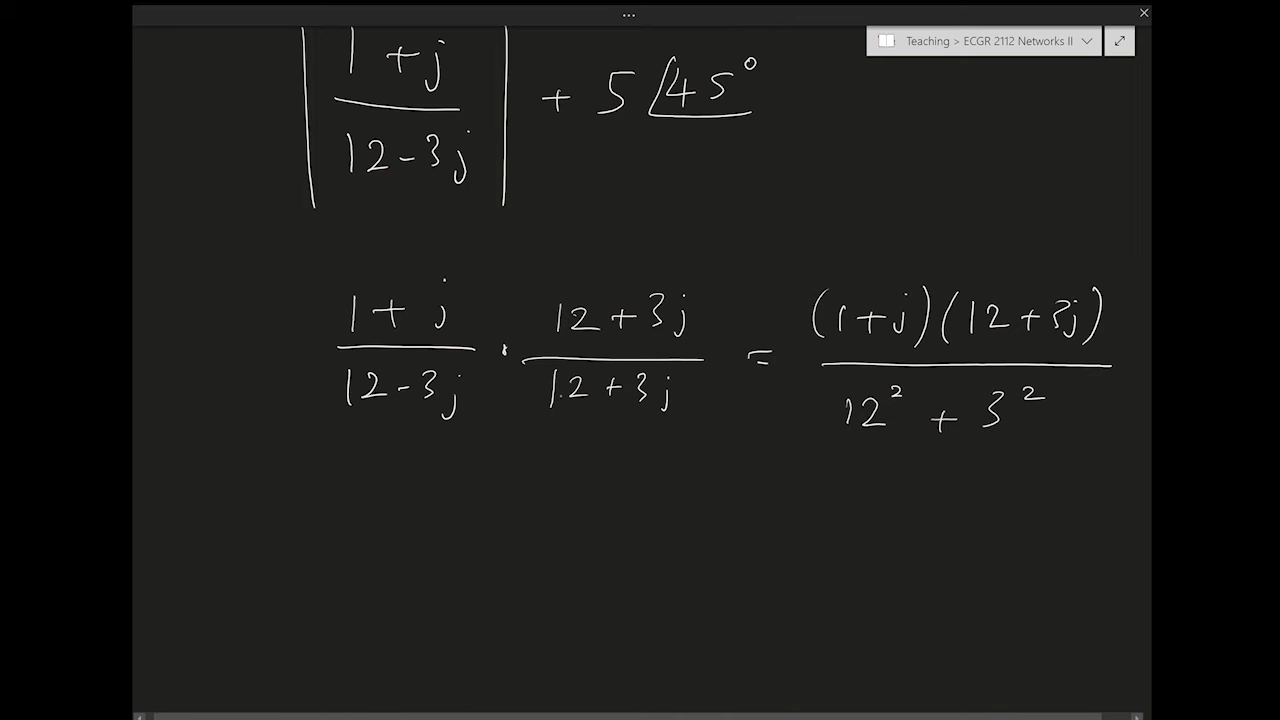 ...
Teaching > ECGR 2112 Networks II
| (1 + j) / (12 - 3j) | + 5 ∠45°
(1 + j) / (12 - 3j) · (12 + 3j) / (12 + 3j) = (1 + j)(12 + 3j) / (12² + 3²)